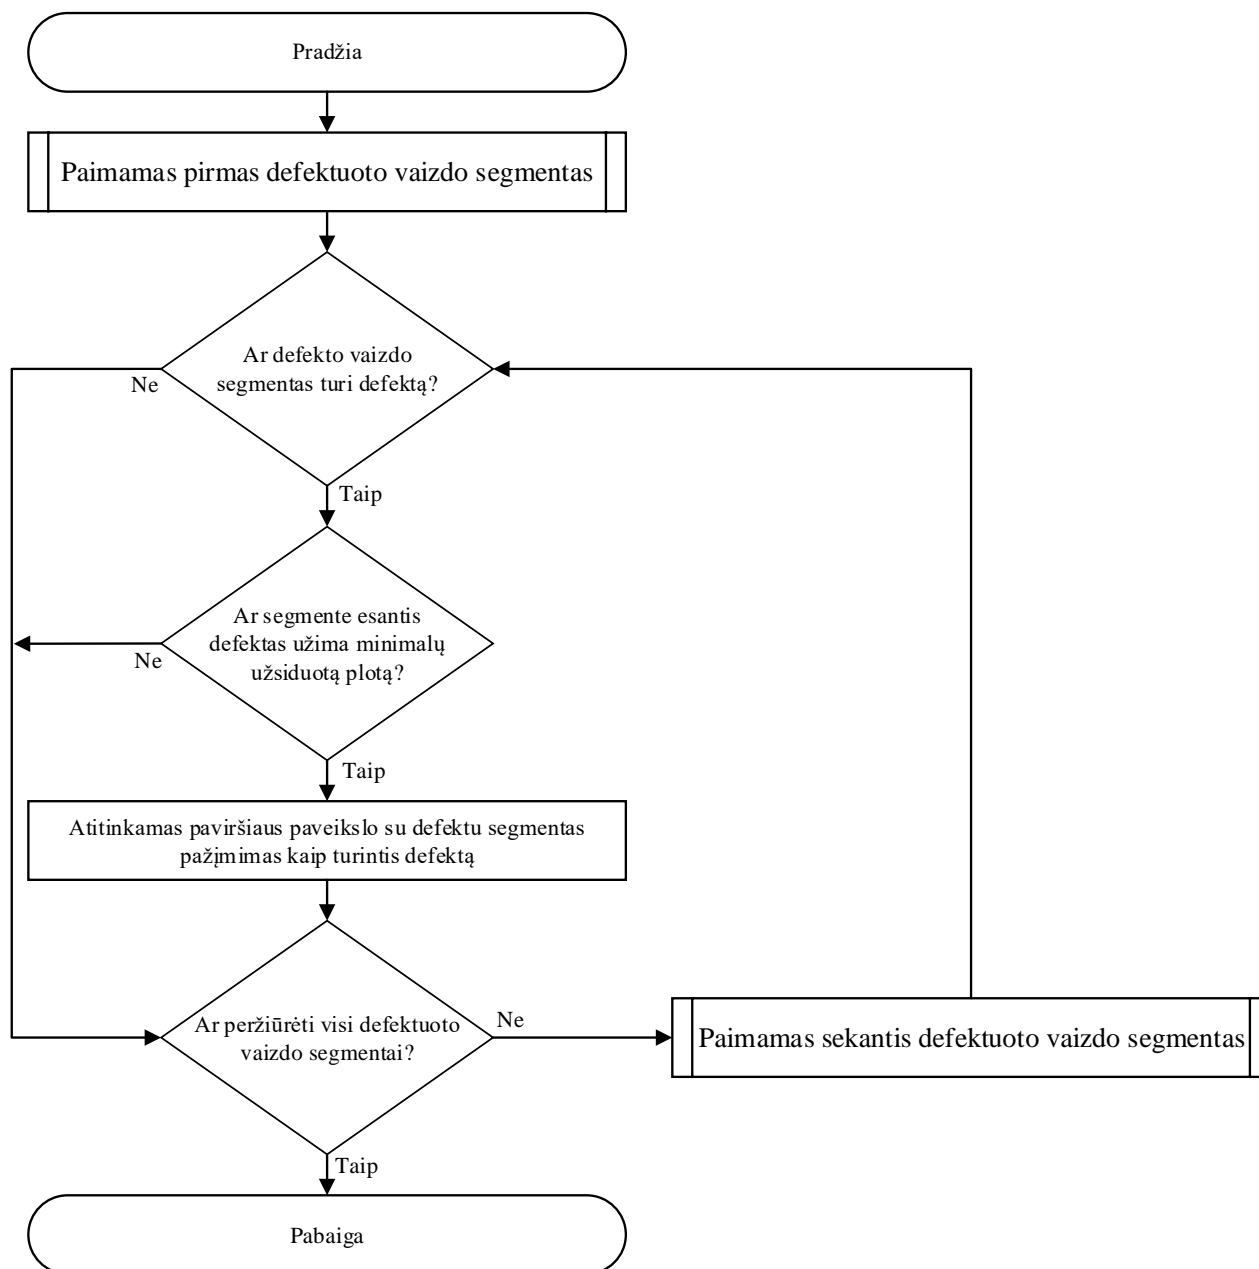 Pradžia
Paimamas pirmas defektuoto vaizdo segmentas
Ar defekto vaizdo
segmentas turi defektą?
Ne
Taip
Ar segmente esantis
defektas užima minimalų
užsiduotą plotą?
Ne
Taip
Atitinkamas paviršiaus paveikslo su defektu segmentas
pažįmimas kaip turintis defektą
Ar peržiūrėti visi defektuoto
vaizdo segmentai?
Ne
Paimamas sekantis defektuoto vaizdo segmentas
Taip
Pabaiga